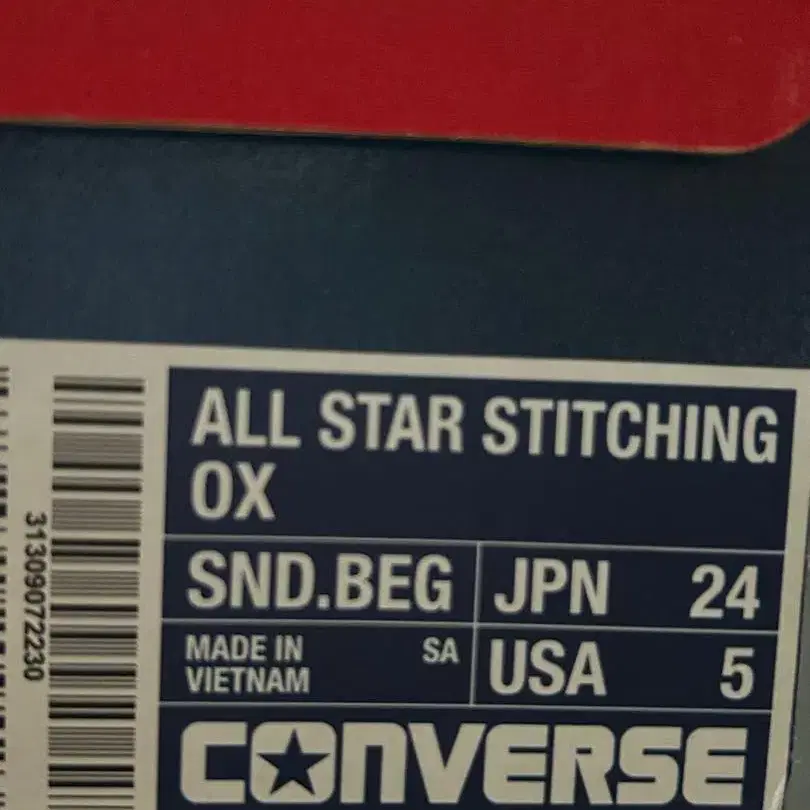 ALL STAR STITCHING
OX
SND.BEG
JPN 24
MADE IN
VIETNAM
SA
USA 5
CONVERSE
31309072230